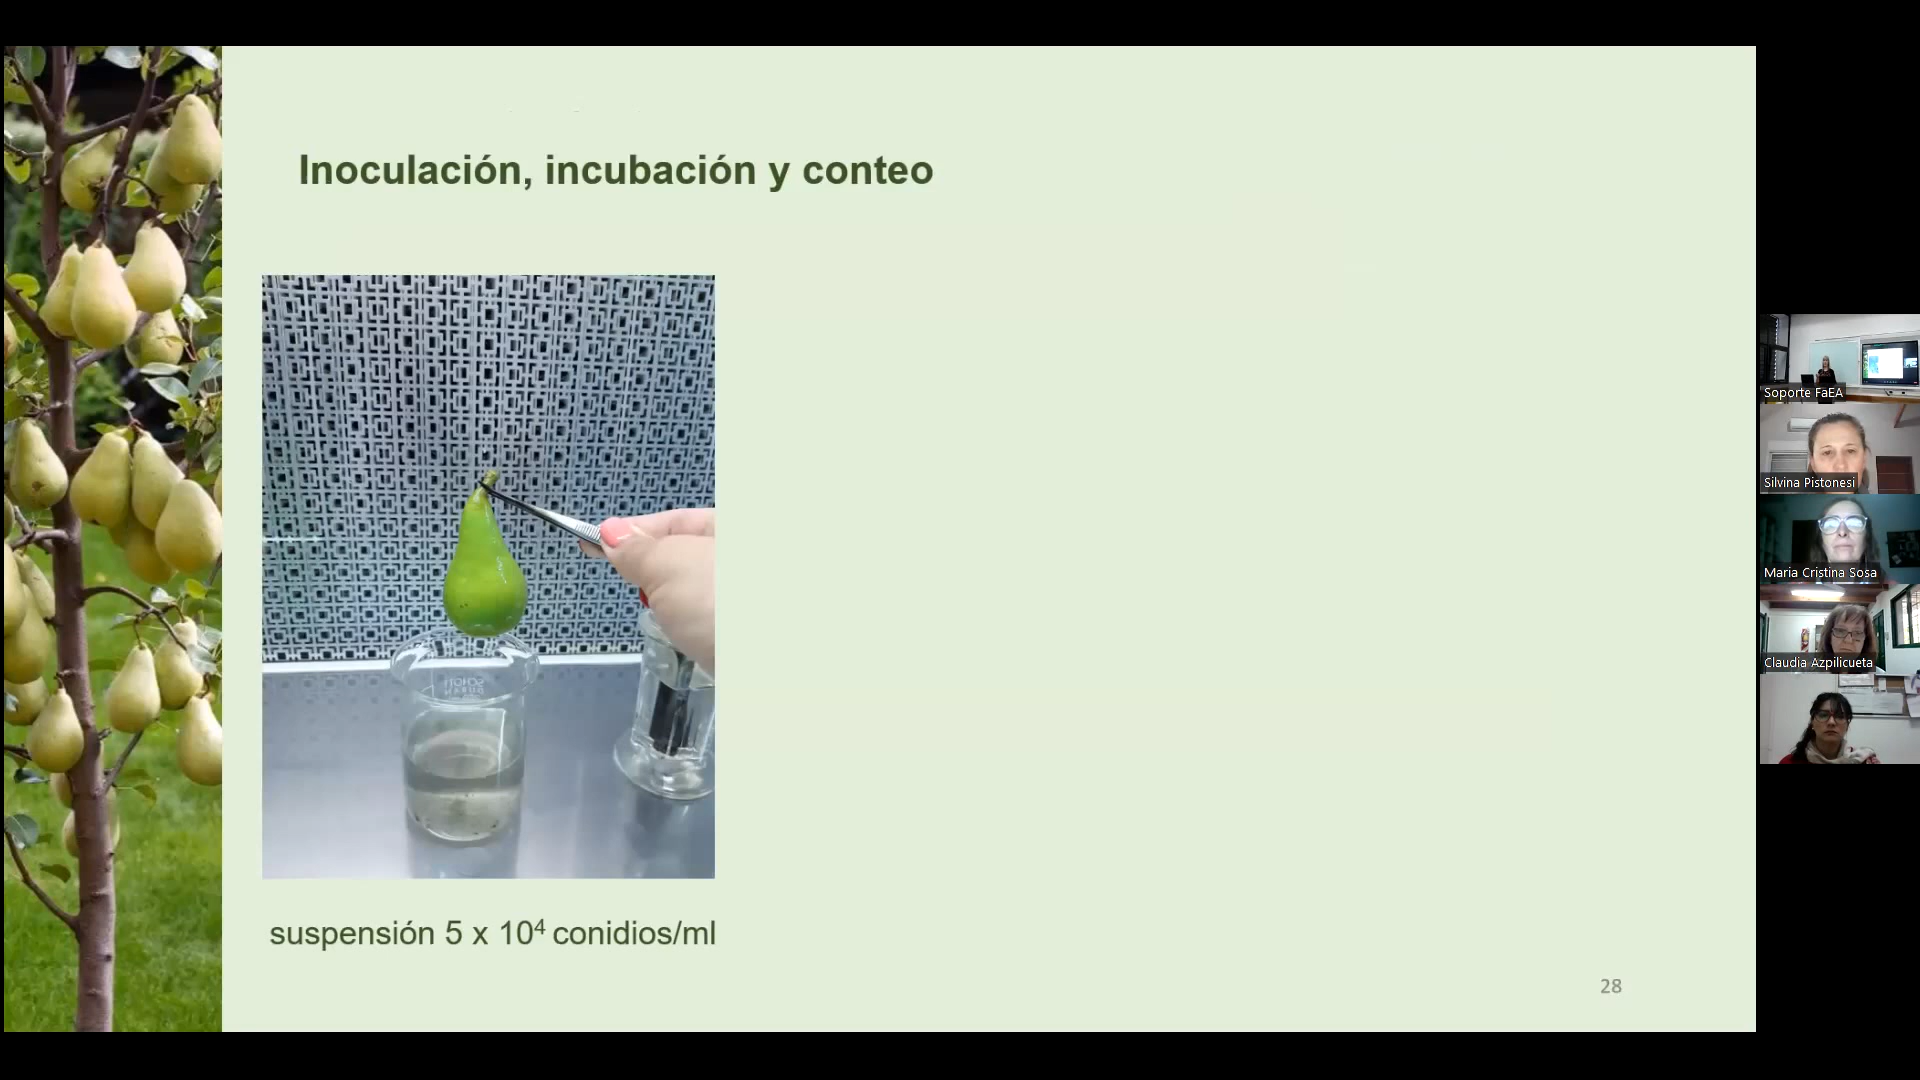 Inoculación, incubación y conteo
suspensión 5 x 10⁴ conidios/ml
28
Soporte FaEA
Silvina Pistonesi
Maria Cristina Sosa
Claudia Azpilicueta